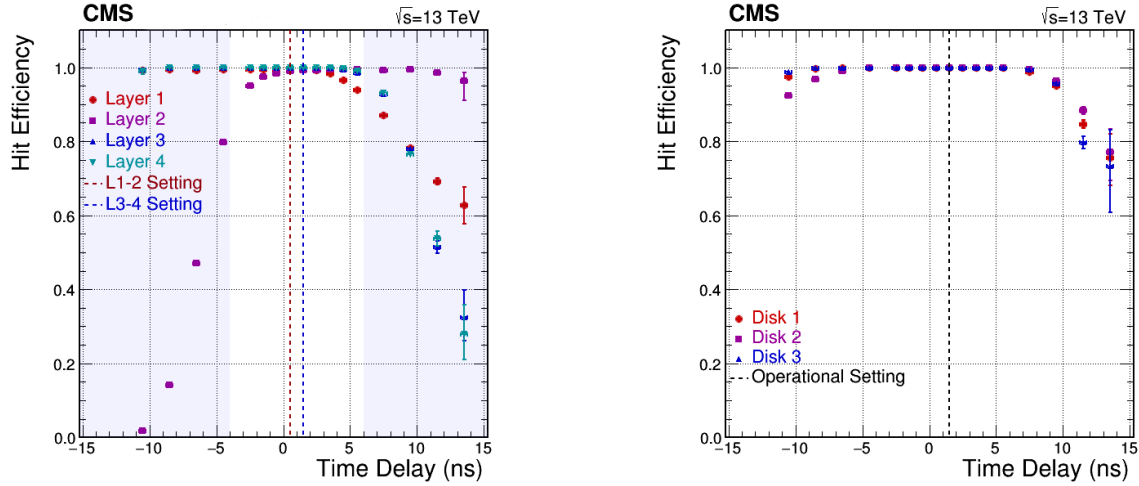 CMS
√s=13 TeV
Hit Efficiency
1.0
0.8
0.6
0.4
0.2
0.0
Layer 1
Layer 2
Layer 3
Layer 4
L1-2 Setting
L3-4 Setting
−15 −10 −5 0 5 10 15
Time Delay (ns)
CMS
√s=13 TeV
Hit Efficiency
1.0
0.8
0.6
0.4
0.2
0.0
Disk 1
Disk 2
Disk 3
Operational Setting
−15 −10 −5 0 5 10 15
Time Delay (ns)